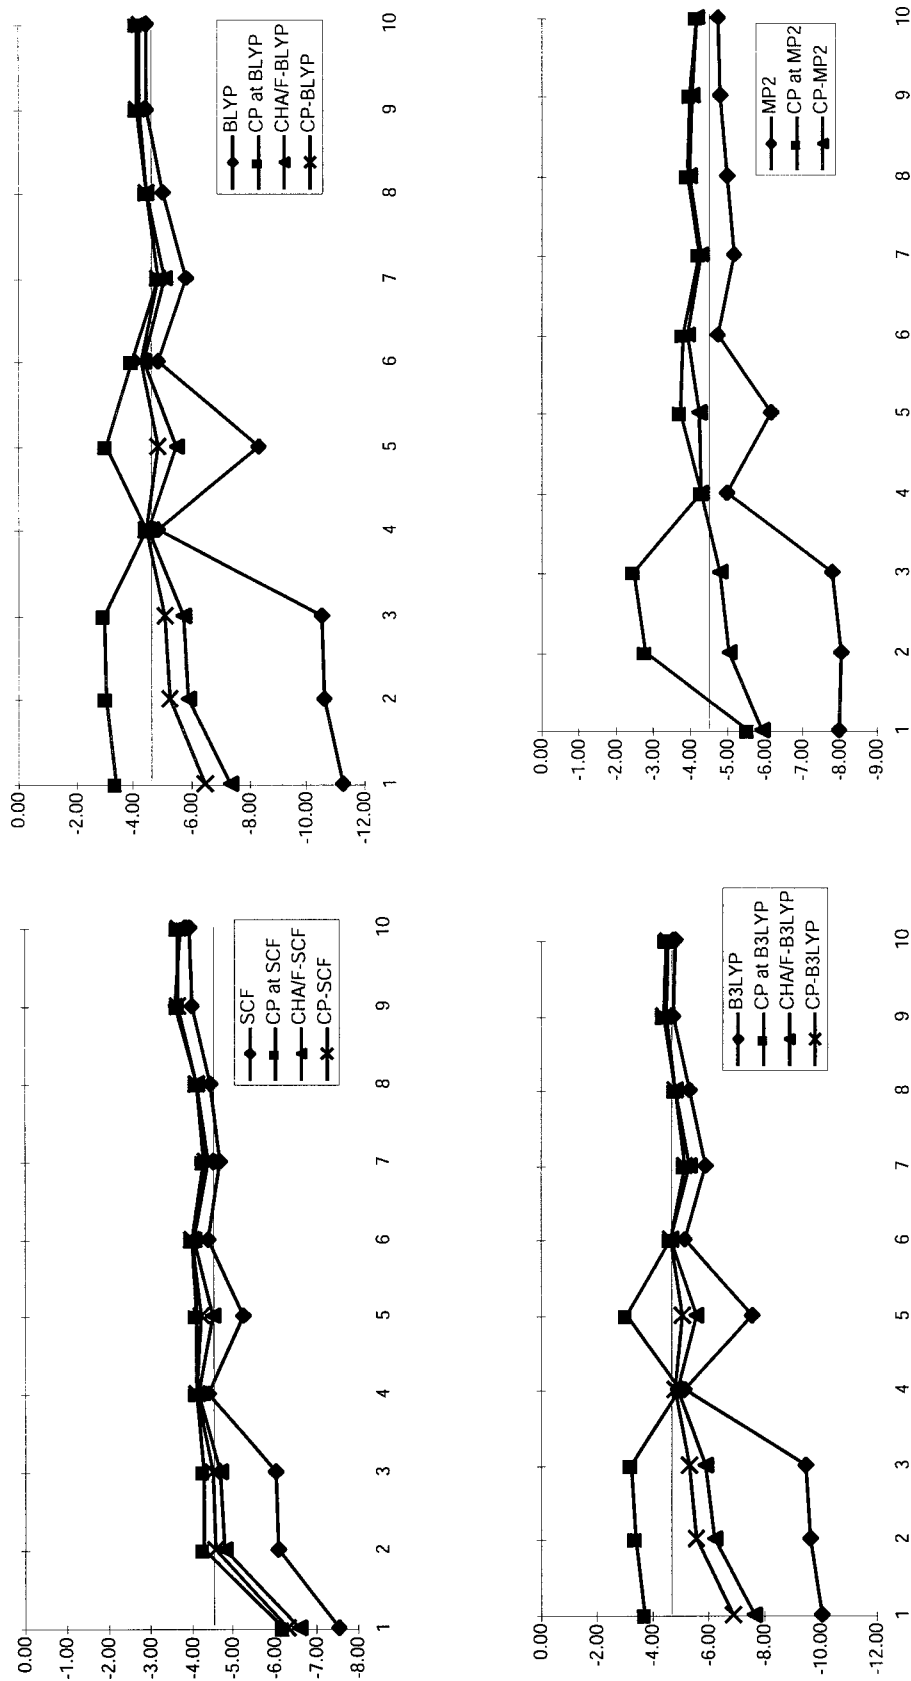 0.00
-1.00
-2.00
-3.00
-4.00
-5.00
-6.00
-7.00
-8.00
1 2 3 4 5 6 7 8 9 10
SCF
CP at SCF
CHA/F-SCF
CP-SCF
0.00
-2.00
-4.00
-6.00
-8.00
-10.00
-12.00
1 2 3 4 5 6 7 8 9 10
BLYP
CP at BLYP
CHA/F-BLYP
CP-BLYP
0.00
-2.00
-4.00
-6.00
-8.00
-10.00
-12.00
1 2 3 4 5 6 7 8 9 10
B3LYP
CP at B3LYP
CHA/F-B3LYP
CP-B3LYP
0.00
-1.00
-2.00
-3.00
-4.00
-5.00
-6.00
-7.00
-8.00
-9.00
1 2 3 4 5 6 7 8 9 10
MP2
CP at MP2
CP-MP2